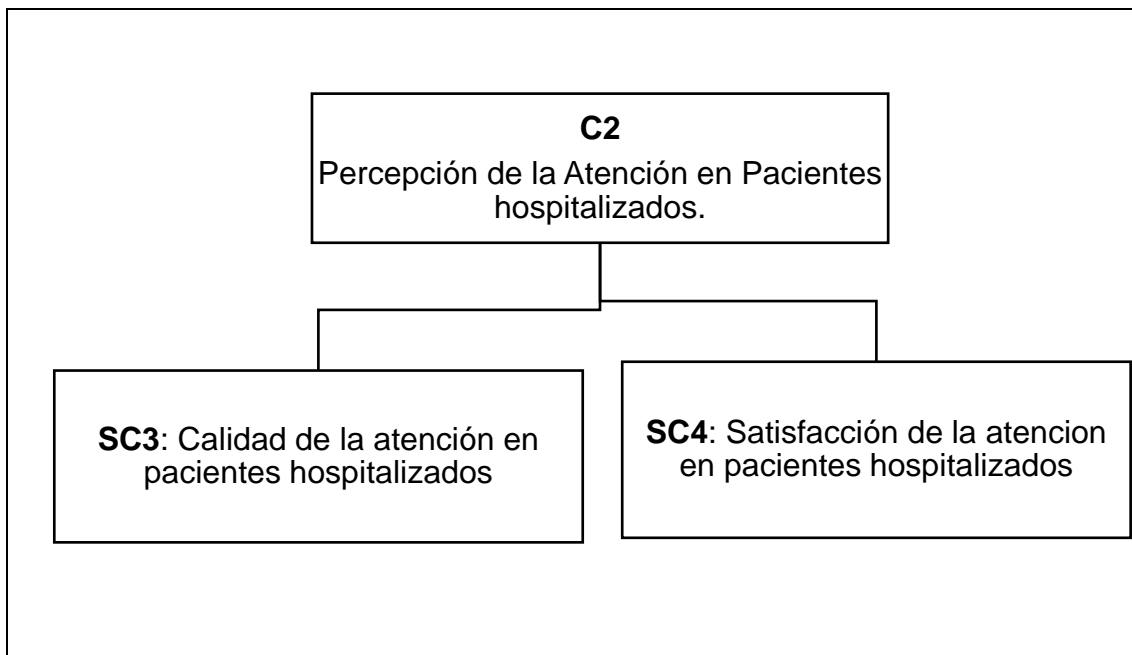 C2
Percepción de la Atención en Pacientes
hospitalizados.
SC3: Calidad de la atención en
pacientes hospitalizados
SC4: Satisfacción de la atencion
en pacientes hospitalizados